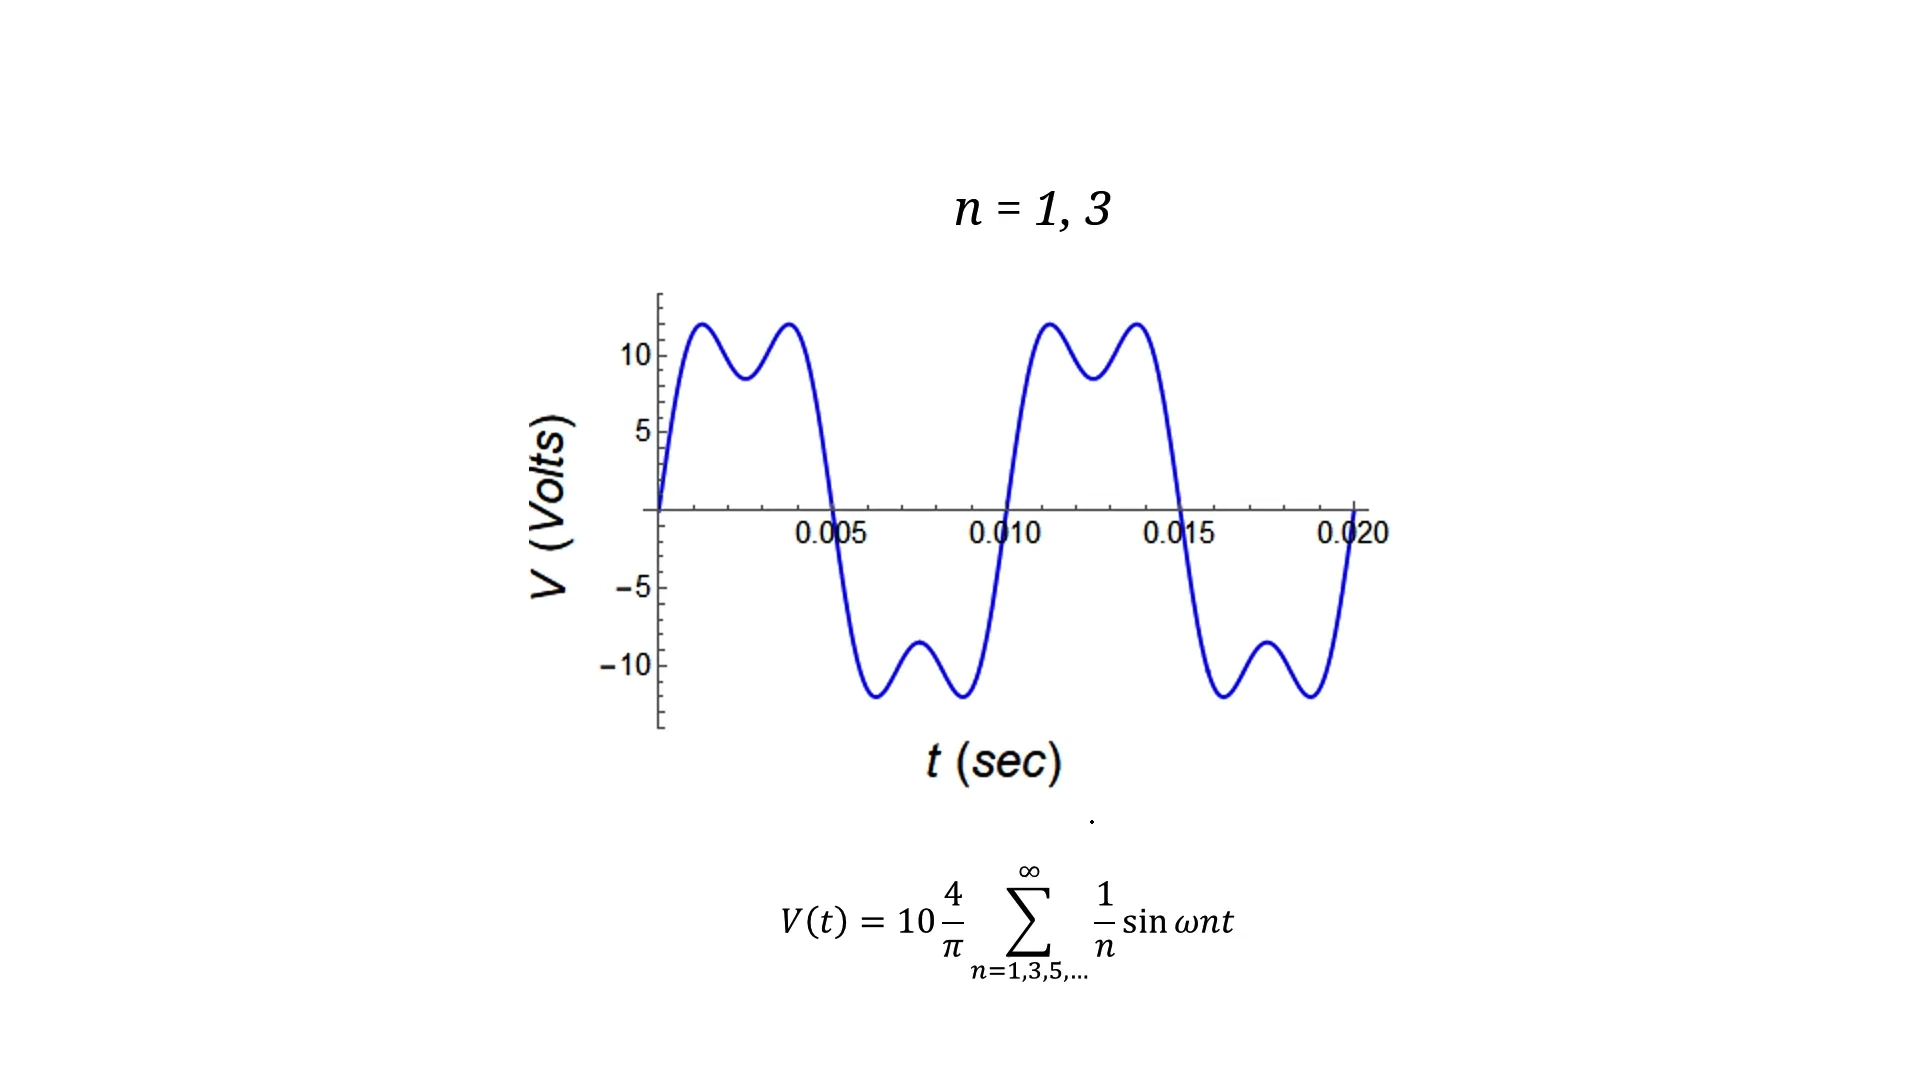 n = 1, 3
10
5
−5
−10
V (Volts)
0.005 0.010 0.015 0.020
t (sec)
.
V(t) = 10 4/π ∑_{n=1,3,5,...}^{∞} 1/n sin ωnt